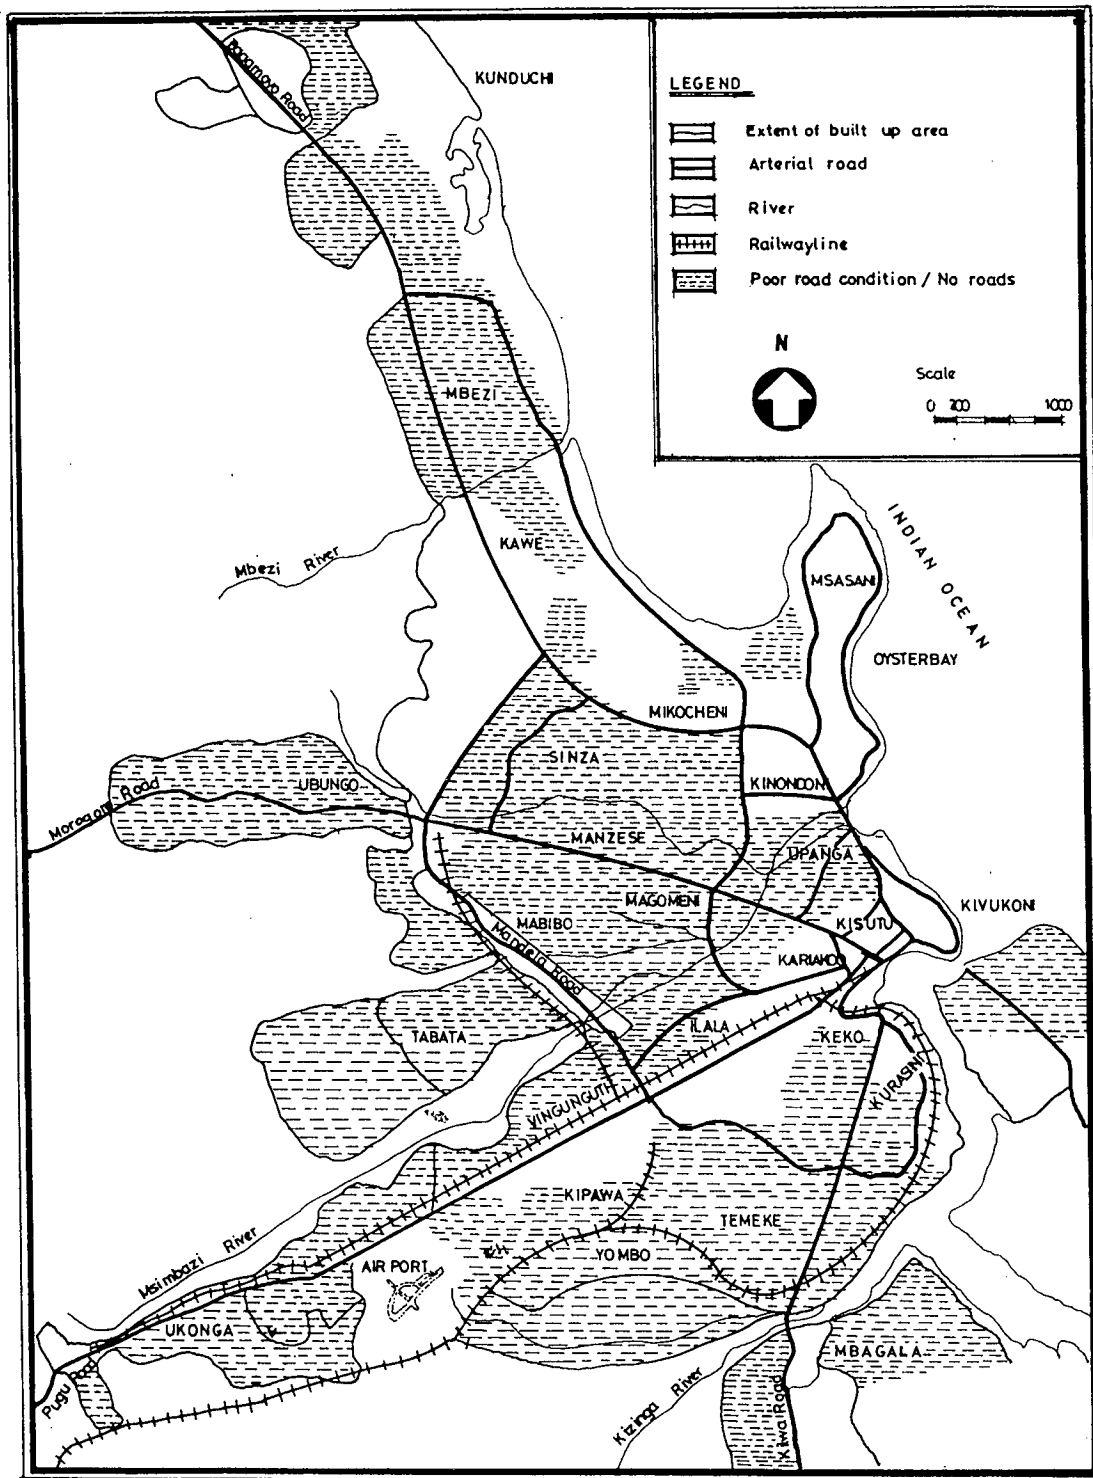 Bagamoyo Road
KUNDUCHI
LEGEND
Extent of built up area
Arterial road
River
Railwayline
Poor road condition / No roads
N
Scale
0 200 1000
MBEZI
KAWE
Mbezi River
INDIAN OCEAN
MSASANI
OYSTERBAY
MIKOCHENI
SINZA
UBUNGO
KINONDONI
Morogoro Road
MANZESE
UPANGA
MAGOMENI
KIVUKONI
MABIBO
KISUTU
Mandela Road
KARIAKOO
TABATA
ILALA
KEKO
KURASINI
VINGUNGUTI
KIPAWA
TEMEKE
Msimbazi River
YOMBO
AIR PORT
UKONGA
MBAGALA
Pugu Road
Kizinga River
Kilwa Road